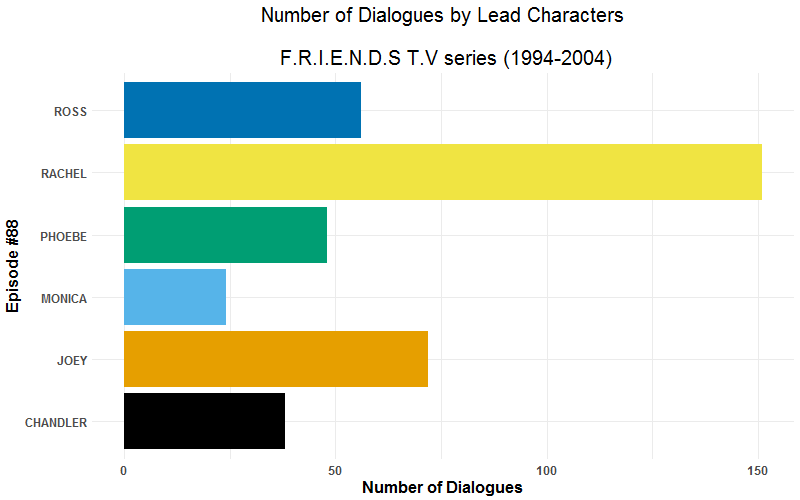 Number of Dialogues by Lead Characters
F.R.I.E.N.D.S T.V series (1994-2004)
Episode #88
ROSS
RACHEL
PHOEBE
MONICA
JOEY
CHANDLER
0 50 100 150
Number of Dialogues